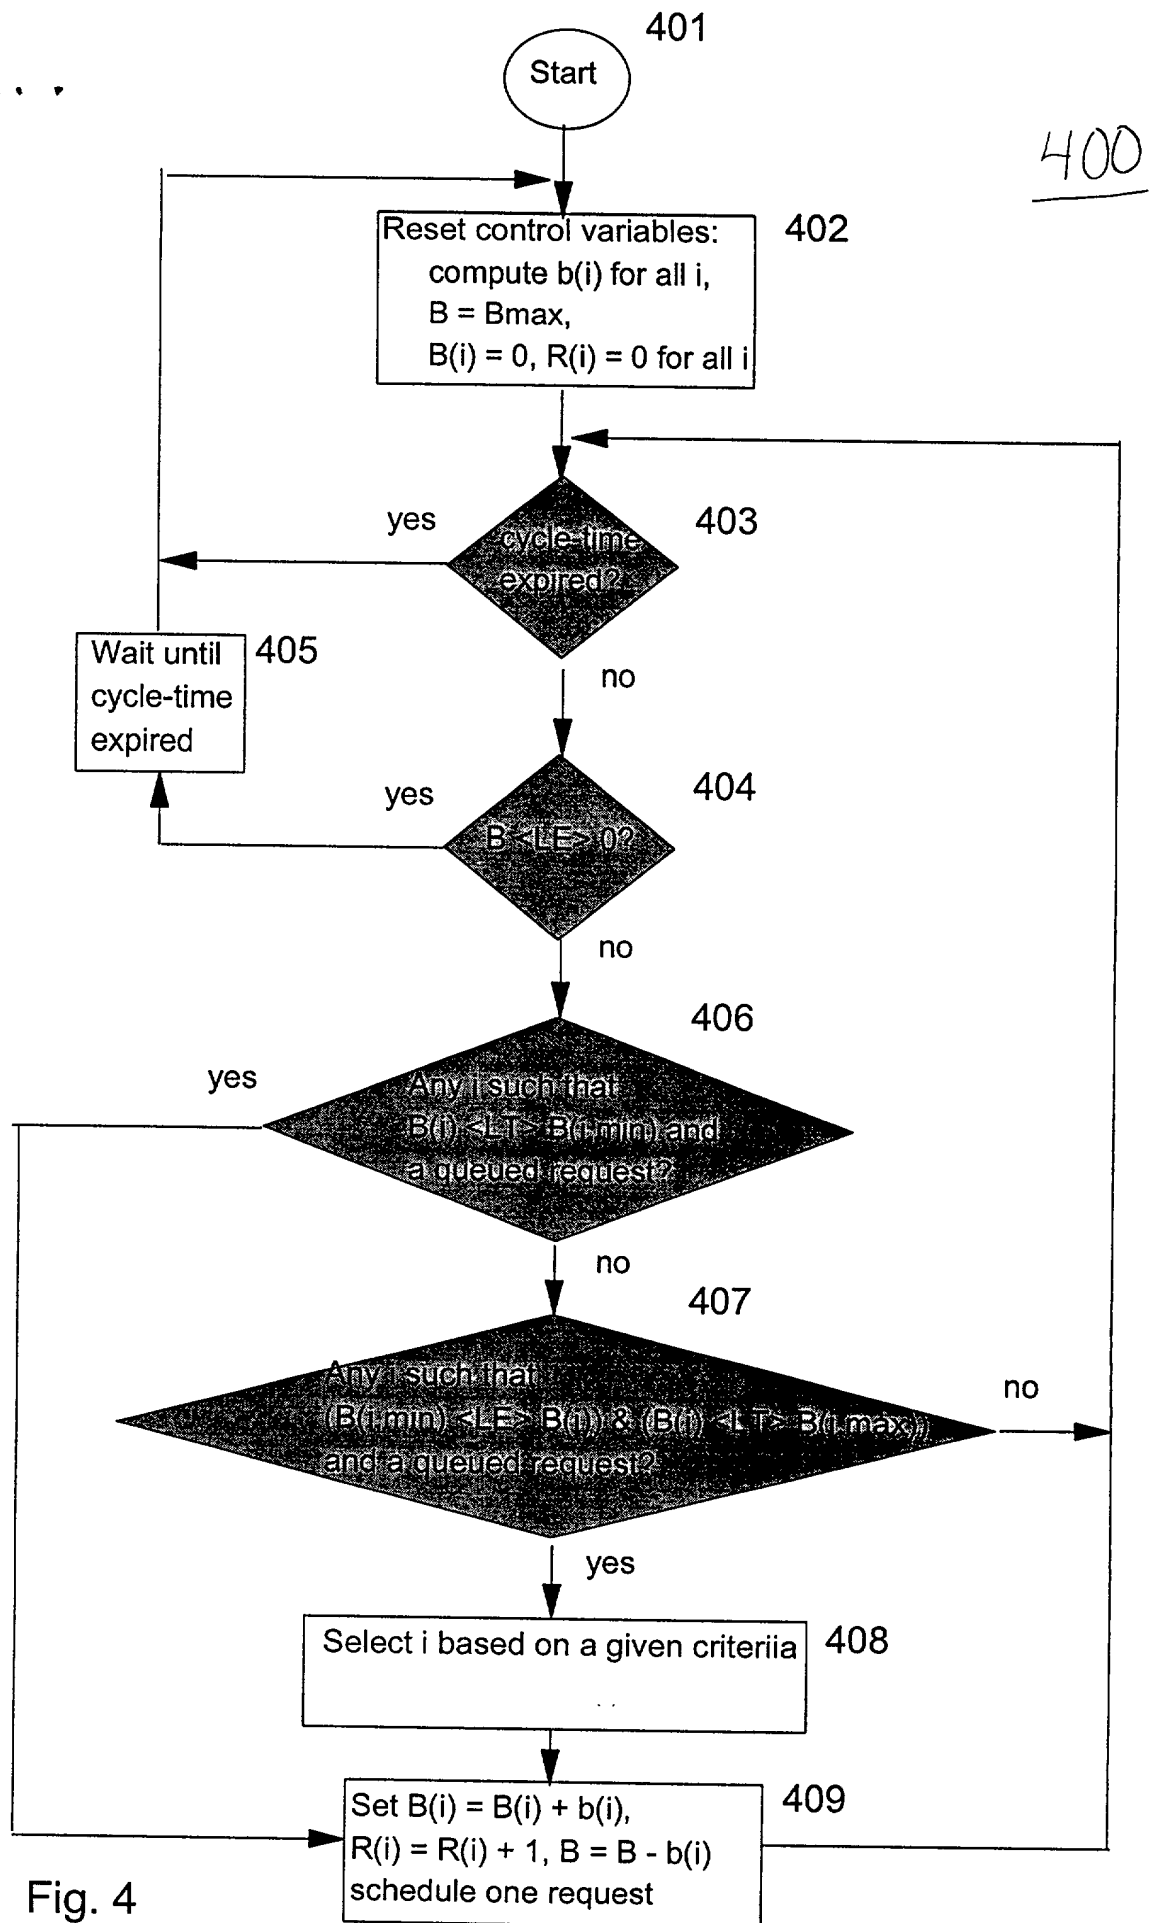 401
Start
400
Reset control variables:
compute b(i) for all i,
B = Bmax,
B(i) = 0, R(i) = 0 for all i
402
yes
cycle-time
expired?
403
Wait until
cycle-time
expired
405
no
yes
B <LE> 0?
404
no
406
yes
Any i such that
B(i) <LT> B(i.min) and
a queued request?
no
407
Any i such that
(B(i.min) <LE> B(i)) & (B(i) <LT> B(i.max))
and a queued request?
no
yes
Select i based on a given criteriia
408
Set B(i) = B(i) + b(i),
R(i) = R(i) + 1, B = B - b(i)
schedule one request
409
Fig. 4